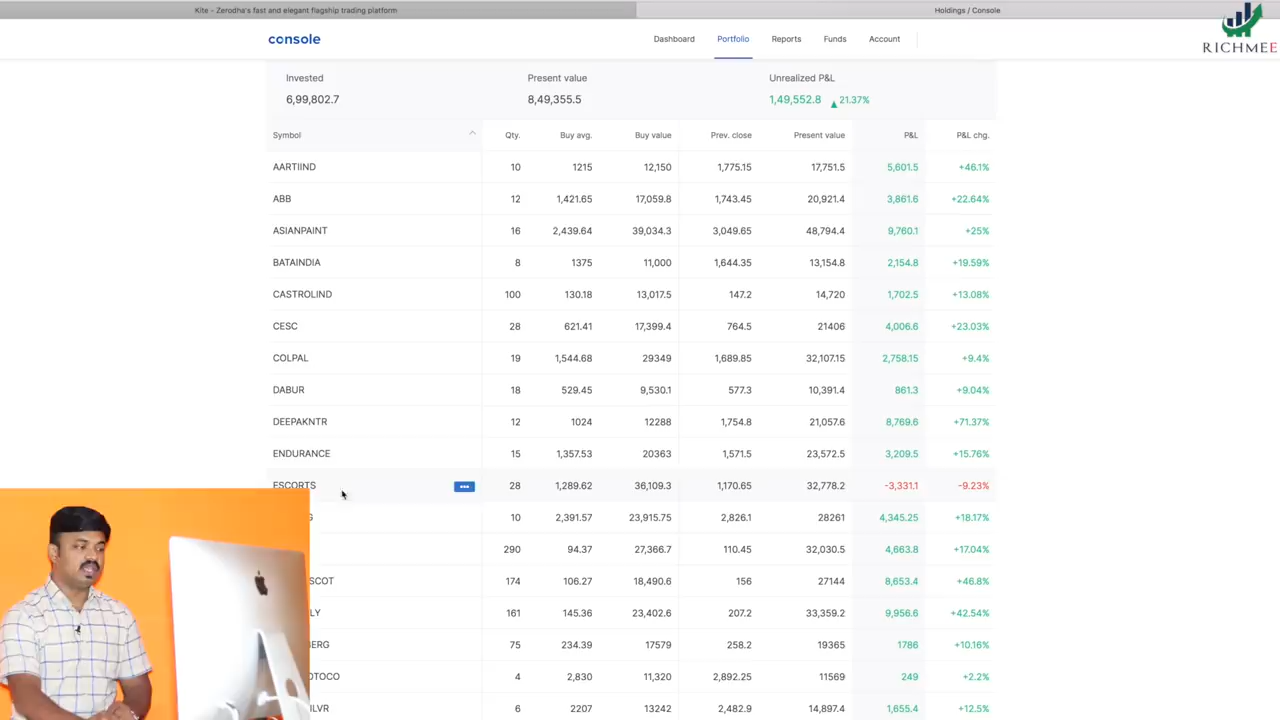 Kite - Zerodha's fast and elegant flagship trading platform
Holdings / Console
RICHMEE
console
Dashboard Portfolio Reports Funds Account
Invested Present value Unrealized P&L
6,99,802.7 8,49,355.5 1,49,552.8 ▲ 21.37%
Symbol Qty. Buy avg. Buy value Prev. close Present value P&L P&L chg.
AARTIIND 10 1215 12,150 1,775.15 17,751.5 5,601.5 +46.1%
ABB 12 1,421.65 17,059.8 1,743.45 20,921.4 3,861.6 +22.64%
ASIANPAINT 16 2,439.64 39,034.3 3,049.65 48,794.4 9,760.1 +25%
BATAINDIA 8 1375 11,000 1,644.35 13,154.8 2,154.8 +19.59%
CASTROLIND 100 130.18 13,017.5 147.2 14,720 1,702.5 +13.08%
CESC 28 621.41 17,399.4 764.5 21406 4,006.6 +23.03%
COLPAL 19 1,544.68 29349 1,689.85 32,107.15 2,758.15 +9.4%
DABUR 18 529.45 9,530.1 577.3 10,391.4 861.3 +9.04%
DEEPAKNTR 12 1024 12288 1,754.8 21,057.6 8,769.6 +71.37%
ENDURANCE 15 1,357.53 20363 1,571.5 23,572.5 3,209.5 +15.76%
ESCORTS 28 1,289.62 36,109.3 1,170.65 32,778.2 -3,331.1 -9.23%
G 10 2,391.57 23,915.75 2,826.1 28261 4,345.25 +18.17%
290 94.37 27,366.7 110.45 32,030.5 4,663.8 +17.04%
SCOT 174 106.27 18,490.6 156 27144 8,653.4 +46.8%
LY 161 145.36 23,402.6 207.2 33,359.2 9,956.6 +42.54%
ERG 75 234.39 17579 258.2 19365 1786 +10.16%
OTOCO 4 2,830 11,320 2,892.25 11569 249 +2.2%
ILVR 6 2207 13242 2,482.9 14,897.4 1,655.4 +12.5%